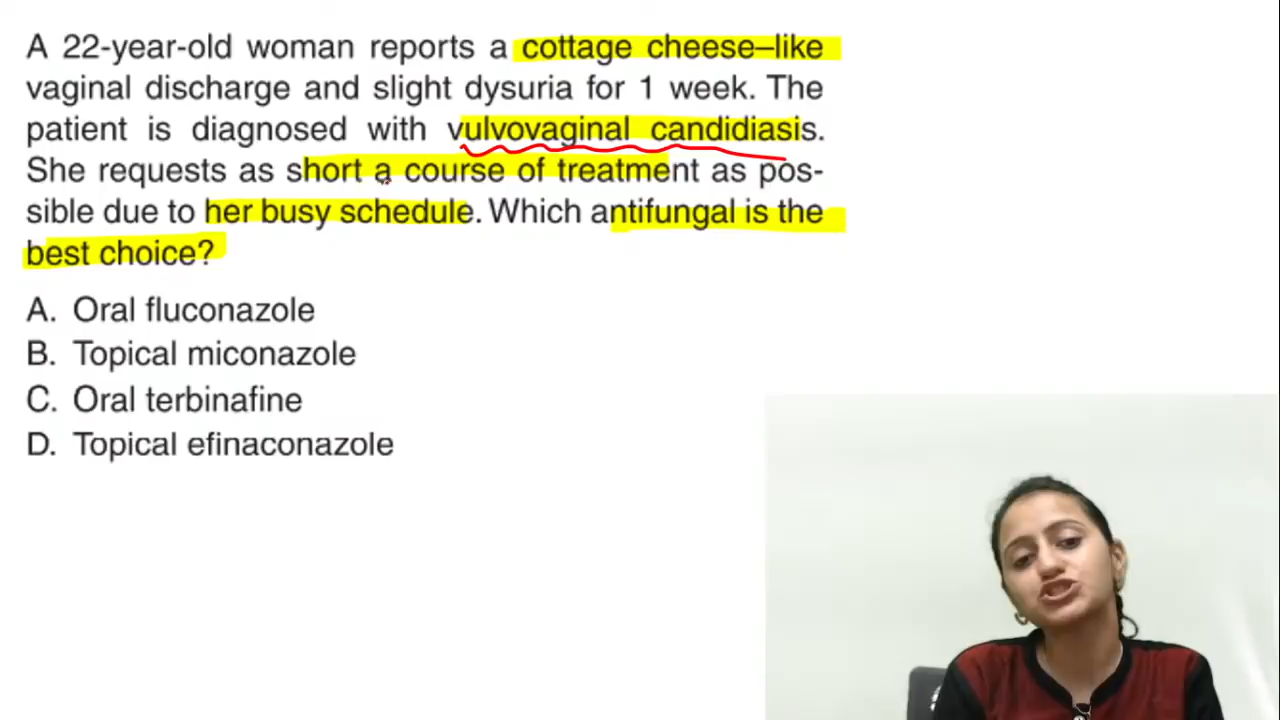 A 22-year-old woman reports a cottage cheese–like
vaginal discharge and slight dysuria for 1 week. The
patient is diagnosed with vulvovaginal candidiasis.
She requests as short a course of treatment as pos-
sible due to her busy schedule. Which antifungal is the
best choice?
A. Oral fluconazole
B. Topical miconazole
C. Oral terbinafine
D. Topical efinaconazole